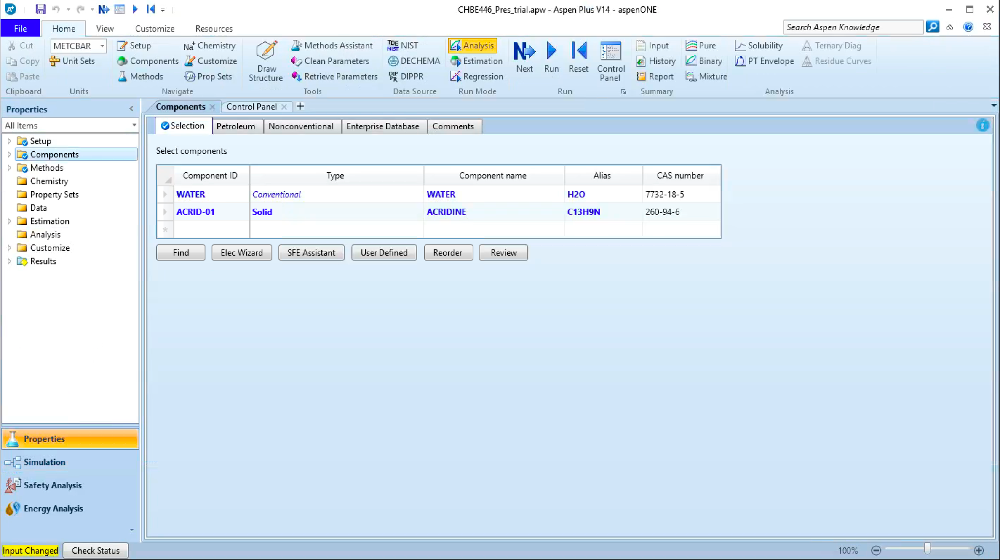 CHBE446_Pres_trial.apw - Aspen Plus V14 - aspenONE
File Home View Customize Resources
Search Aspen Knowledge
Cut METCBAR Setup Na+ Chemistry Methods Assistant TDE NIST NIST Analysis Input Pure Solubility Ternary Diag
Copy Unit Sets Components Customize Clean Parameters DECHEMA Estimation History Binary PT Envelope Residue Curves
Paste Methods Prop Sets Retrieve Parameters DIPPR DIPPR Regression Report Mixture
Draw Structure
Next Run Reset Control Panel
Clipboard Units Navigate Tools Data Source Run Mode Run Summary Analysis
Properties
All Items
Setup
Components
Methods
Chemistry
Property Sets
Data
Estimation
Analysis
Customize
Results
Properties
Simulation
Safety Analysis
Energy Analysis
Components Control Panel
Selection Petroleum Nonconventional Enterprise Database Comments
Select components
Component ID Type Component name Alias CAS number
WATER Conventional WATER H2O 7732-18-5
ACRID-01 Solid ACRIDINE C13H9N 260-94-6
Find Elec Wizard SFE Assistant User Defined Reorder Review
Input Changed Check Status 100%